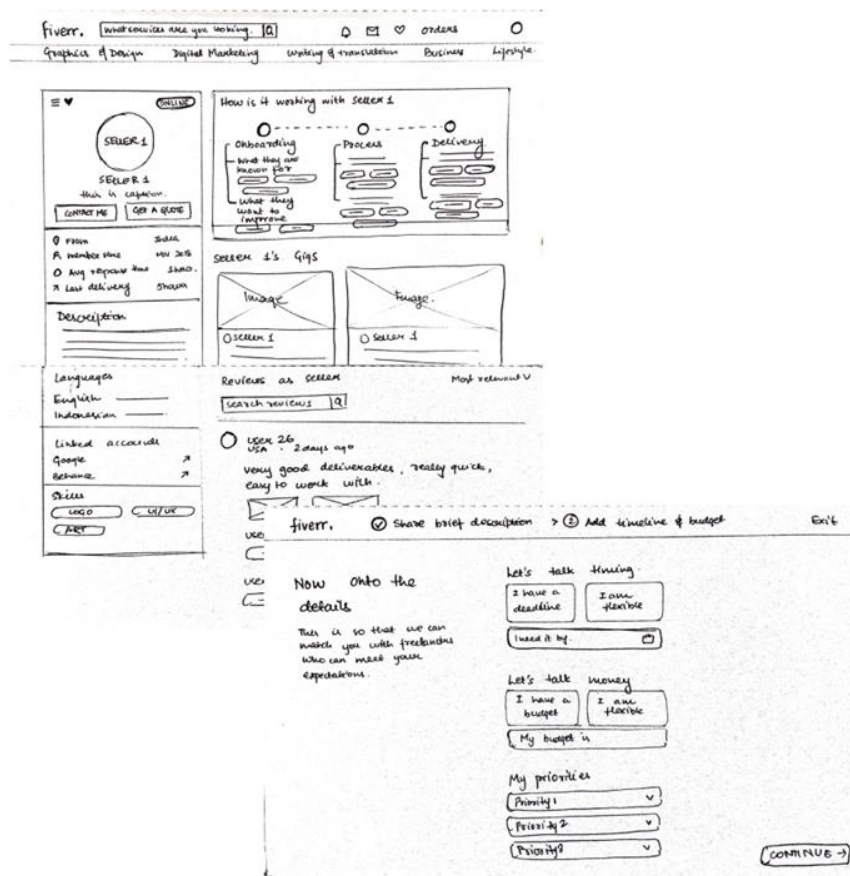 fiverr.
What services are you looking.
orders
Graphics & Design Digital Marketing Writing & translation Business Lifestyle
ONLINE
SELLER 1
SELLER 1
this is caption.
CONTACT ME
GET A QUOTE
From India
member since Nov
Avg response time
Last delivery
Description
Languages
English
Indonesian
Linked accounts
Google
Behance
Skills
LOGO
UI/UX
ART
How is it working with Seller 1
Onboarding
What they are
known for
What they
want to
improve
Process
Delivery
Seller 1's Gigs
Image
Image.
Seller 1
Seller 1
Reviews as seller
Most relevant
search reviews
user 26
USA · 2 days ago
very good deliverables, really quick,
easy to work with.
use
use
fiverr.
Share brief description > 2 Add timeline & budget
Exit
Now onto the
details
This is so that we can
match you with freelancers
who can meet your
expectations.
Let's talk timing.
I have a
deadline
I am
flexible
I need it by.
Let's talk money
I have a
budget
I am
flexible
My budget is
My priorities
Priority 1
Priority 2
CONTINUE →